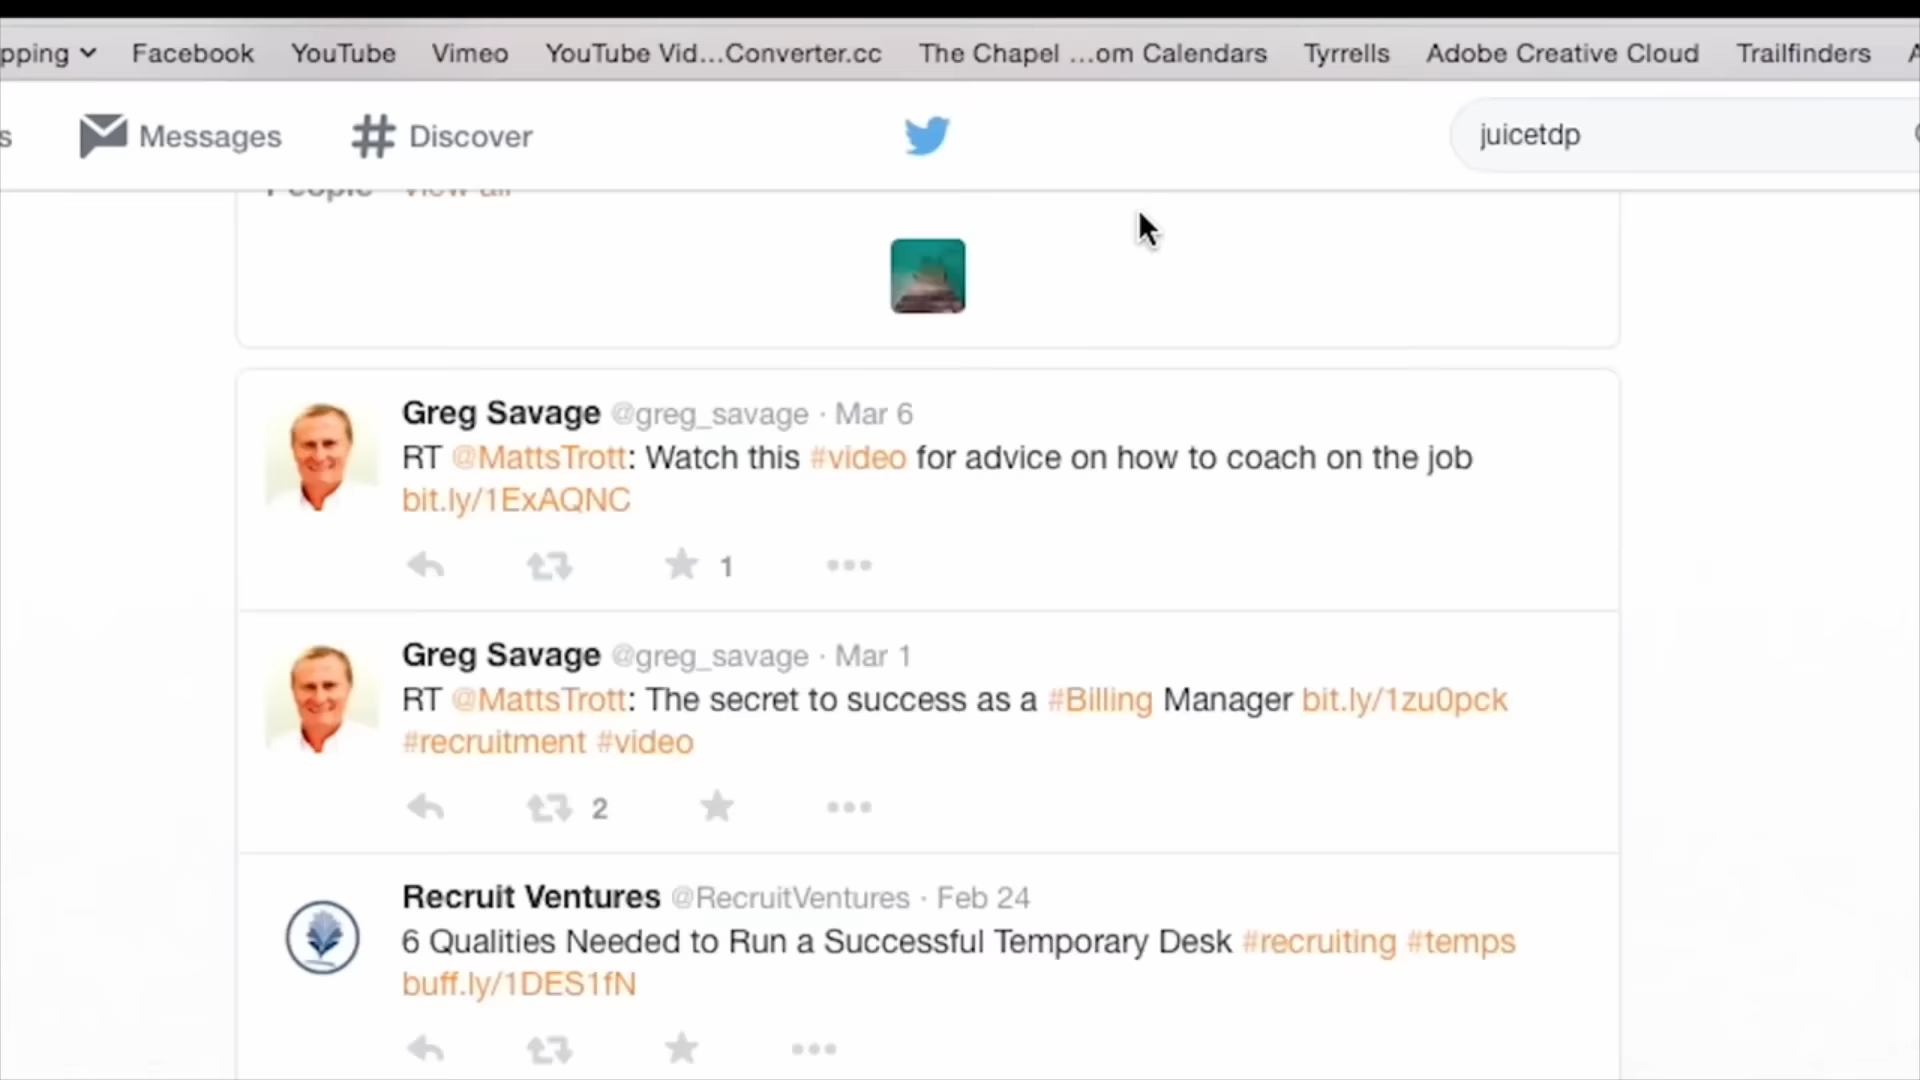 pping Facebook YouTube Vimeo YouTube Vid...Converter.cc The Chapel ...om Calendars Tyrrells Adobe Creative Cloud Trailfinders
s Messages # Discover juicetdp
People View all
Greg Savage @greg_savage · Mar 6
RT @MattsTrott: Watch this #video for advice on how to coach on the job
bit.ly/1ExAQNC
1
Greg Savage @greg_savage · Mar 1
RT @MattsTrott: The secret to success as a #Billing Manager bit.ly/1zu0pck
#recruitment #video
2
Recruit Ventures @RecruitVentures · Feb 24
6 Qualities Needed to Run a Successful Temporary Desk #recruiting #temps
buff.ly/1DES1fN